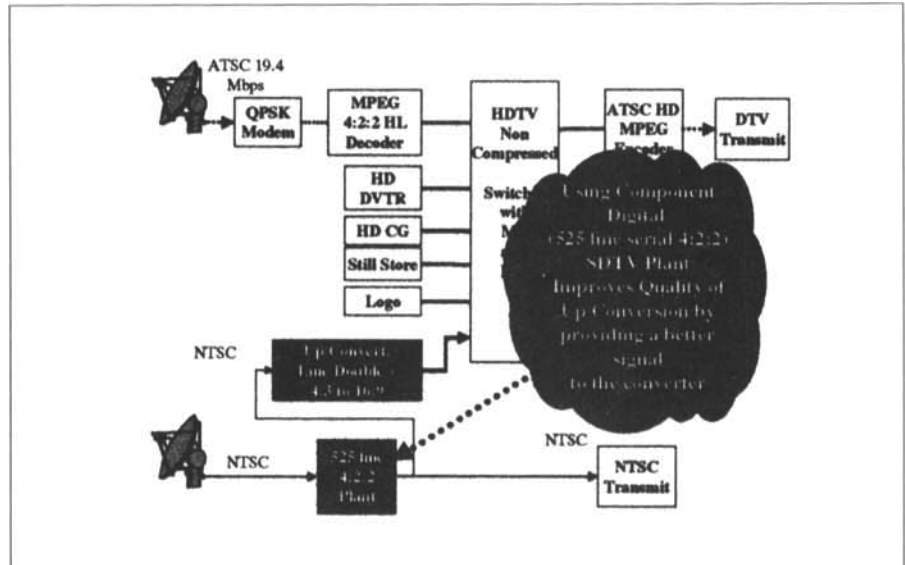 ATSC 19.4
Mbps
QPSK
Modem
MPEG
4:2:2 HL
Decoder
HDTV
Non
Compressed
Switch
with
ATSC HD
MPEG
Encoder
DTV
Transmit
HD
DVTR
HD CG
Still Store
Logo
Using Component
Digital
(525 line serial 4:2:2)
SDTV Plant
Improves Quality of
Up Conversion by
providing a better
signal
to the converter
NTSC
Up Converter
Line Double
4:3 to 16:9
NTSC
525 line
4:2:2
Plant
NTSC
NTSC
Transmit